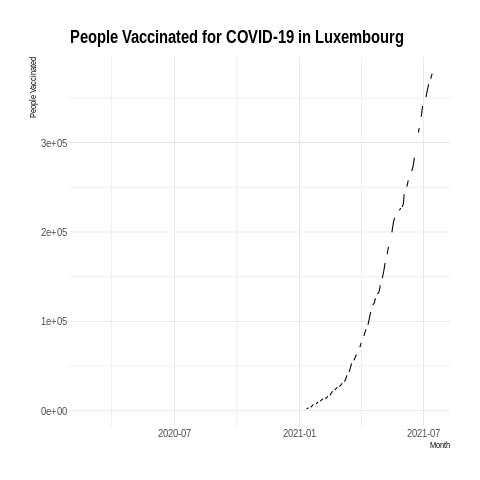 People Vaccinated for COVID-19 in Luxembourg
People Vaccinated
3e+05
2e+05
1e+05
0e+00
2020-07
2021-01
2021-07
Month